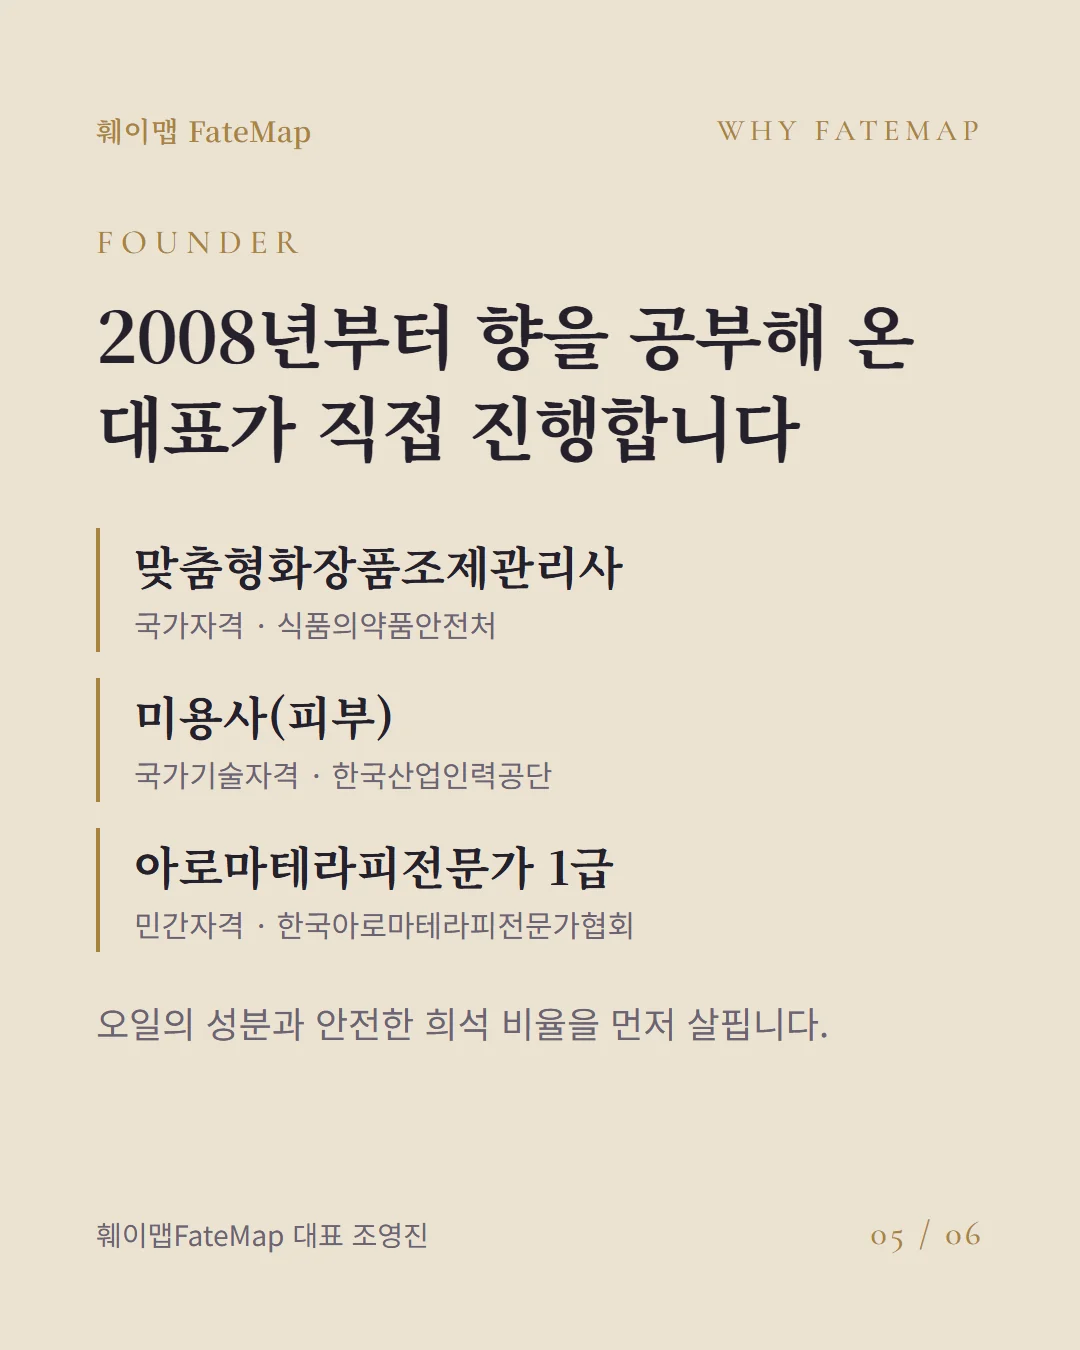 훼이맵 FateMap
WHY FATEMAP
FOUNDER
2008년부터 향을 공부해 온
대표가 직접 진행합니다
맞춤형화장품조제관리사
국가자격 · 식품의약품안전처
미용사(피부)
국가기술자격 · 한국산업인력공단
아로마테라피전문가 1급
민간자격 · 한국아로마테라피전문가협회
오일의 성분과 안전한 희석 비율을 먼저 살핍니다.
훼이맵FateMap 대표 조영진
05 / 06